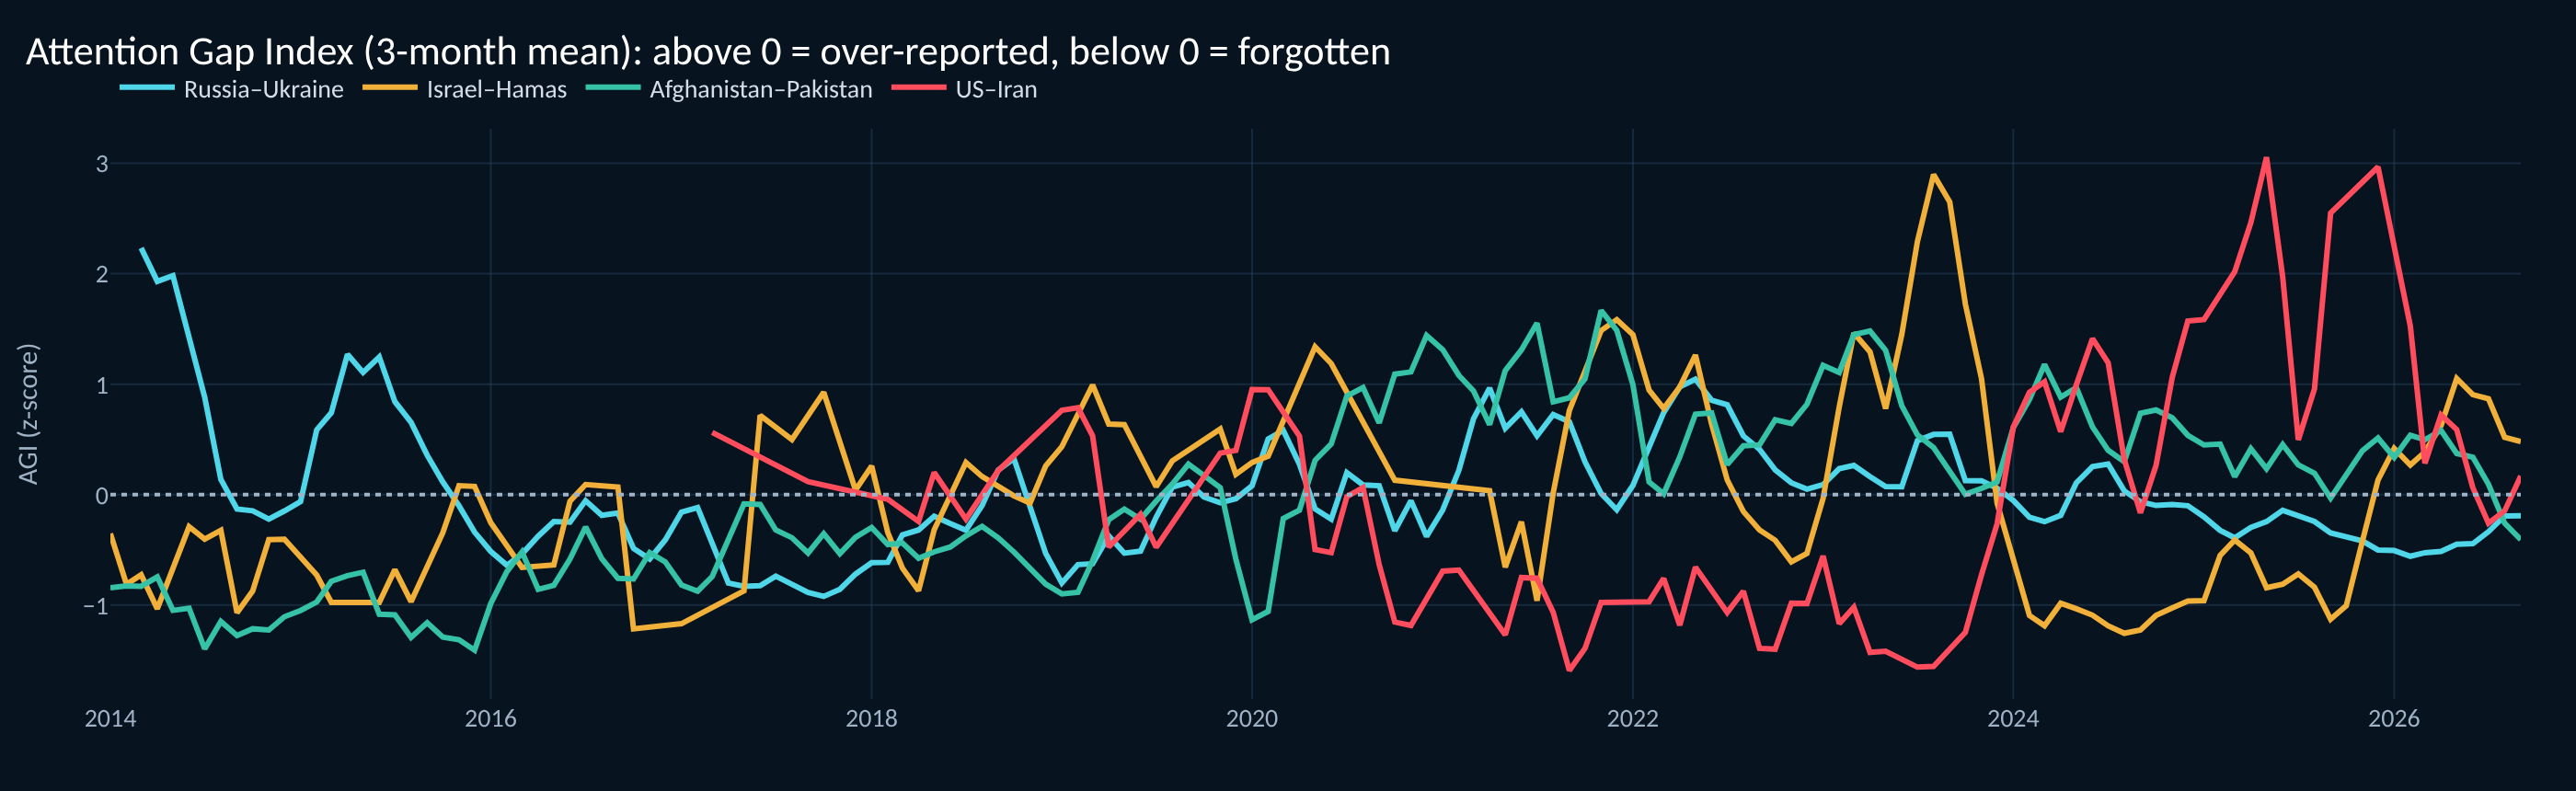 Attention Gap Index (3-month mean): above 0 = over-reported, below 0 = forgotten
Russia–Ukraine Israel–Hamas Afghanistan–Pakistan US–Iran
3
2
1
0
−1
AGI (z-score)
2014 2016 2018 2020 2022 2024 2026